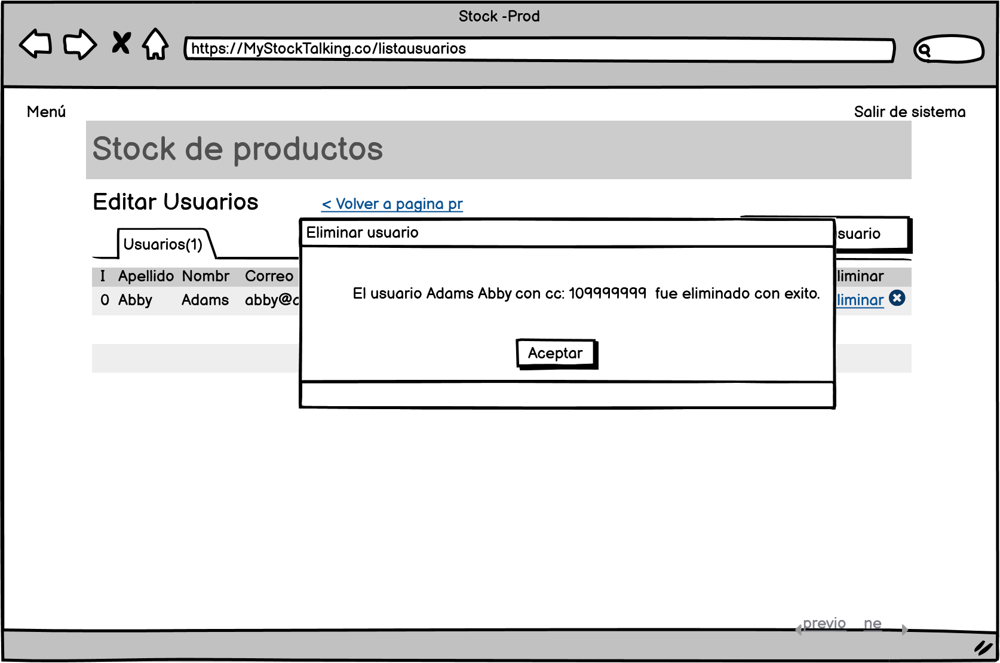 Stock -Prod
https://MyStockTalking.co/listausuarios
Menú
Salir de sistema
Stock de productos
Editar Usuarios
< Volver a pagina pr
Eliminar usuario
suario
Usuarios(1)
I Apellido Nombr Correo
liminar
0 Abby Adams abby@
liminar
El usuario Adams Abby con cc: 109999999 fue eliminado con exito.
Aceptar
previo ne